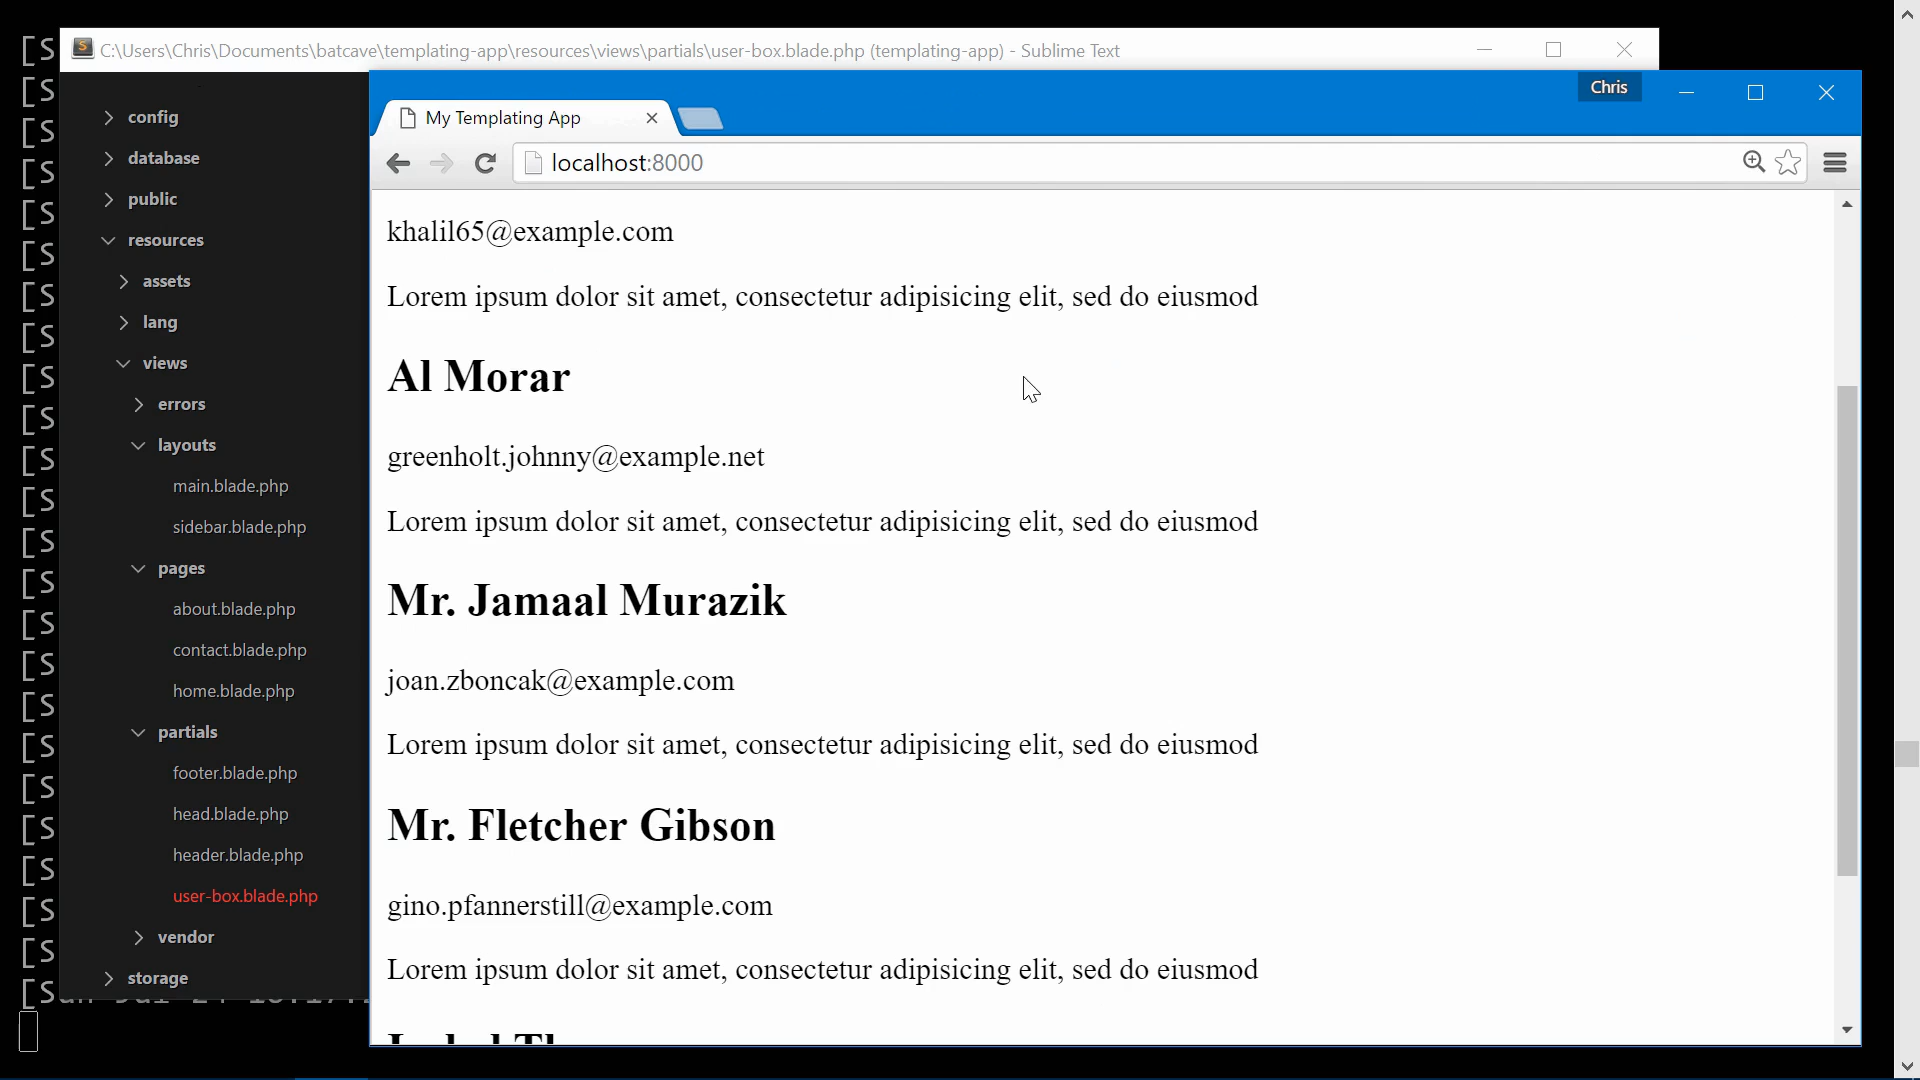 C:\Users\Chris\Documents\batcave\templating-app\resources\views\partials\user-box.blade.php (templating-app) - Sublime Text
Chris
My Templating App
localhost:8000
config
database
public
resources
assets
lang
views
errors
layouts
main.blade.php
sidebar.blade.php
pages
about.blade.php
contact.blade.php
home.blade.php
partials
footer.blade.php
head.blade.php
header.blade.php
user-box.blade.php
vendor
storage
khalil65@example.com
Lorem ipsum dolor sit amet, consectetur adipisicing elit, sed do eiusmod
Al Morar
greenholt.johnny@example.net
Lorem ipsum dolor sit amet, consectetur adipisicing elit, sed do eiusmod
Mr. Jamaal Murazik
joan.zboncak@example.com
Lorem ipsum dolor sit amet, consectetur adipisicing elit, sed do eiusmod
Mr. Fletcher Gibson
gino.pfannerstill@example.com
Lorem ipsum dolor sit amet, consectetur adipisicing elit, sed do eiusmod